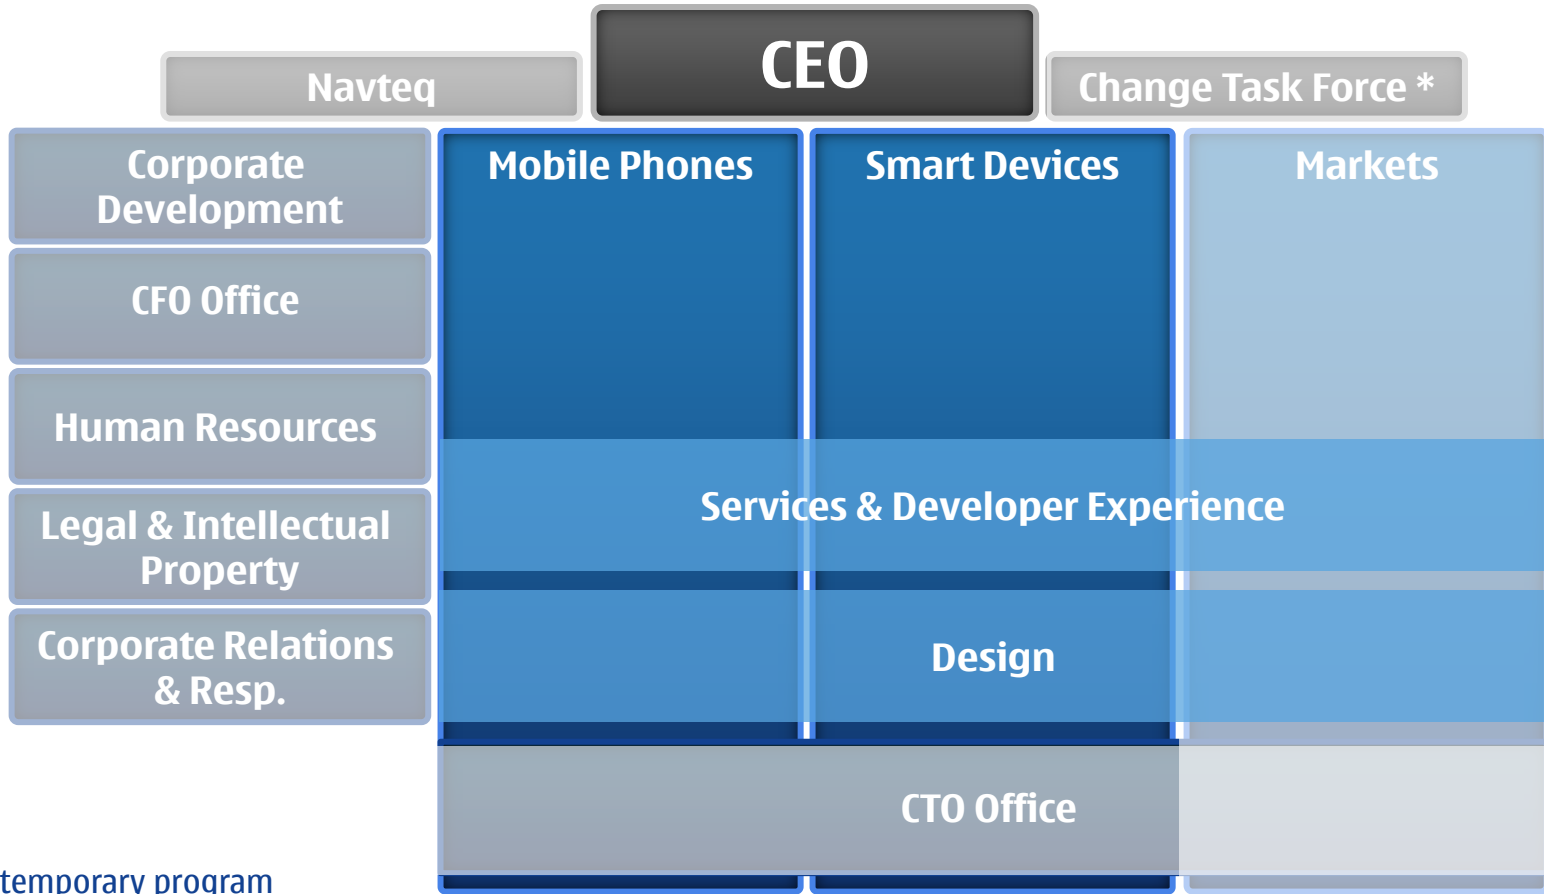 CEO
Navteq
Change Task Force *
Corporate
Development
Mobile Phones
Smart Devices
Markets
CFO Office
Human Resources
Services & Developer Experience
Legal & Intellectual
Property
Corporate Relations
& Resp.
Design
CTO Office
temporary program